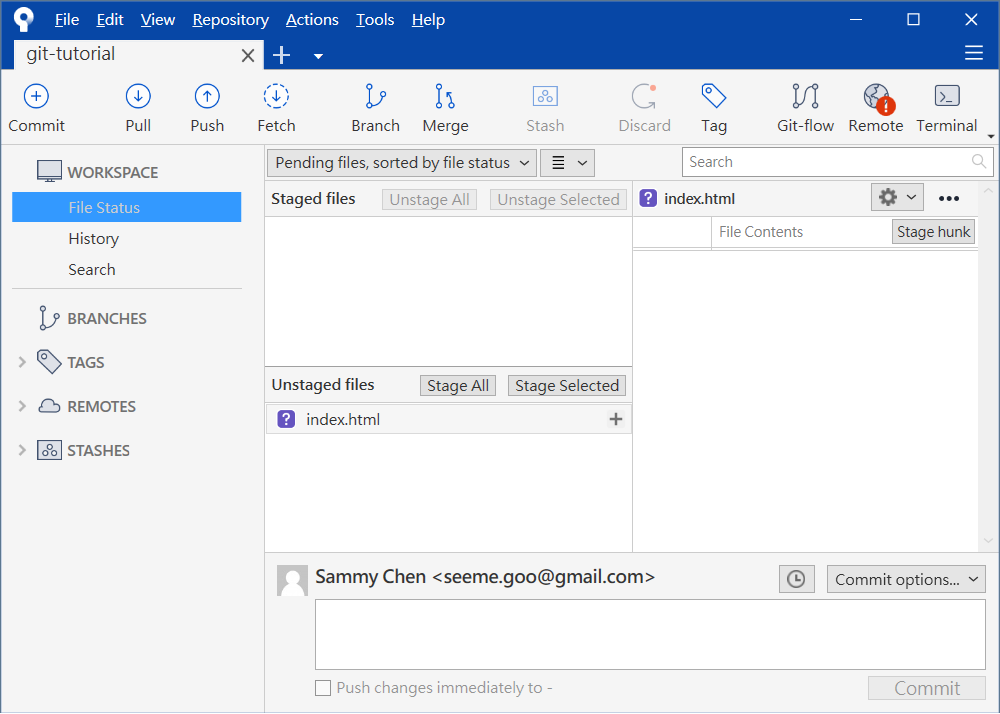 File Edit View Repository Actions Tools Help
git-tutorial
Commit Pull Push Fetch Branch Merge Stash Discard Tag Git-flow Remote Terminal
WORKSPACE
File Status
History
Search
BRANCHES
TAGS
REMOTES
STASHES
Pending files, sorted by file status
Search
Staged files Unstage All Unstage Selected
Unstaged files Stage All Stage Selected
? index.html
? index.html
File Contents Stage hunk
Sammy Chen <seeme.goo@gmail.com> Commit options...
Push changes immediately to -
Commit